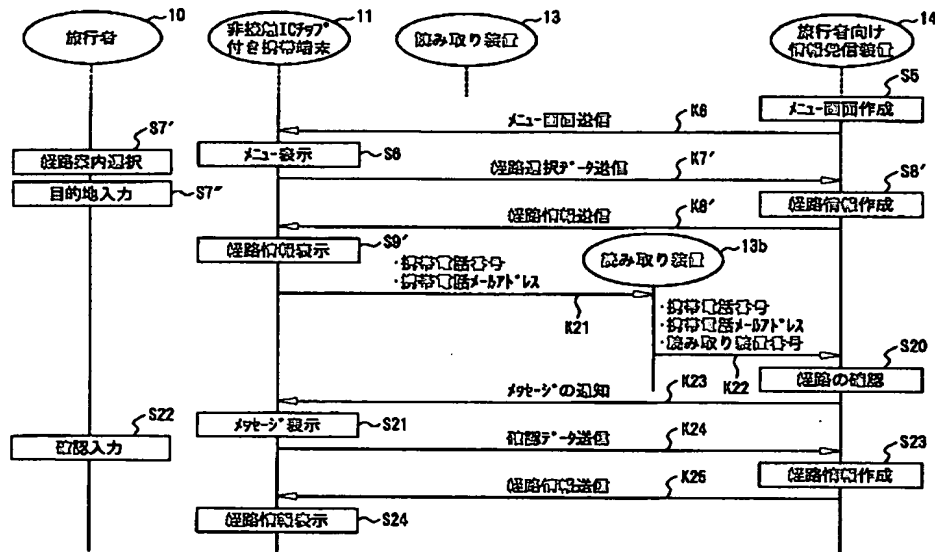 10
11
13
14
旅行者
非接触ICチップ
付き携帯端末
読み取り装置
旅行者向け
情報発信装置
S5
メニュー画面作成
メニュー画面送信
K6
S7′
経路案内選択
メニュー表示
S6
経路選択データ送信
K7′
目的地入力
S7″
S8′
経路情報作成
経路情報送信
K8′
経路情報表示
S9′
読み取り装置
13b
・携帯電話番号
・携帯電話メールアドレス
K21
・携帯電話番号
・携帯電話メールアドレス
・読み取り装置番号
K22
S20
経路の確認
メッセージの通知
K23
メッセージ表示
S21
S22
確認入力
確認データ送信
K24
S23
経路情報作成
経路情報送信
K25
経路情報表示
S24